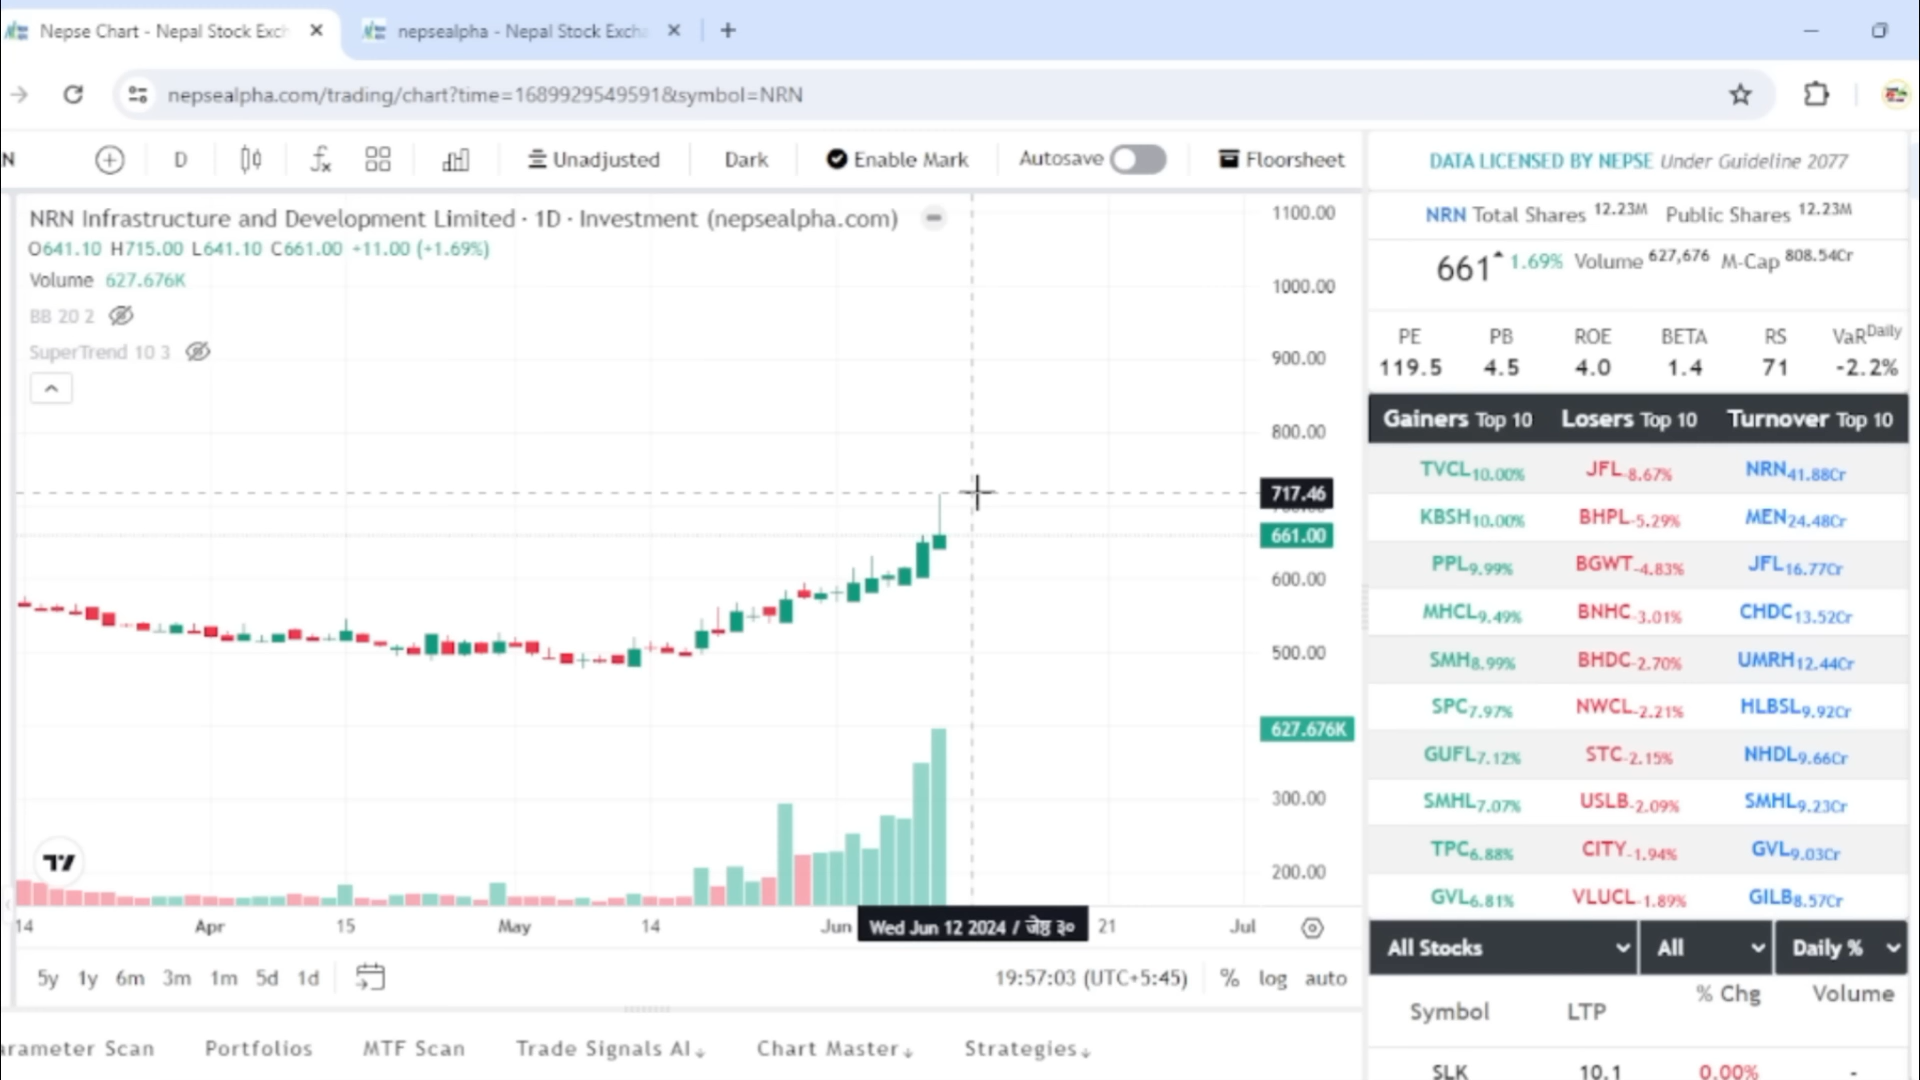 Nepse Chart - Nepal Stock Exch
nepsealpha - Nepal Stock Excha
nepsealpha.com/trading/chart?time=1689929549591&symbol=NRN
N D Unadjusted Dark Enable Mark Autosave Floorsheet
NRN Infrastructure and Development Limited · 1D · Investment (nepsealpha.com)
O641.10 H715.00 L641.10 C661.00 +11.00 (+1.69%)
Volume 627.676K
BB 20 2
SuperTrend 10 3
1100.00
1000.00
900.00
800.00
717.46
661.00
600.00
500.00
627.676K
300.00
200.00
14 Apr 15 May 14 Jun Wed Jun 12 2024 / जेष्ठ ३० 21 Jul
5y 1y 6m 3m 1m 5d 1d
19:57:03 (UTC+5:45) % log auto
arameter Scan Portfolios MTF Scan Trade Signals AI↓ Chart Master↓ Strategies↓
DATA LICENSED BY NEPSE Under Guideline 2077
NRN Total Shares 12.23M Public Shares 12.23M
661▲ 1.69% Volume 627,676 M-Cap 808.54Cr
PE PB ROE BETA RS VaR Daily
119.5 4.5 4.0 1.4 71 -2.2%
Gainers Top 10 Losers Top 10 Turnover Top 10
TVCL 10.00% JFL -8.67% NRN 41.88Cr
KBSH 10.00% BHPL -5.29% MEN 24.48Cr
PPL 9.99% BGWT -4.83% JFL 16.77Cr
MHCL 9.49% BNHC -3.01% CHDC 13.52Cr
SMH 8.99% BHDC -2.70% UMRH 12.44Cr
SPC 7.97% NWCL -2.21% HLBSL 9.92Cr
GUFL 7.12% STC -2.15% NHDL 9.66Cr
SMHL 7.07% USLB -2.09% SMHL 9.23Cr
TPC 6.88% CITY -1.94% GVL 9.03Cr
GVL 6.81% VLUCL -1.89% GILB 8.57Cr
All Stocks All Daily %
Symbol LTP % Chg Volume
SLK 10.1 0.00% -